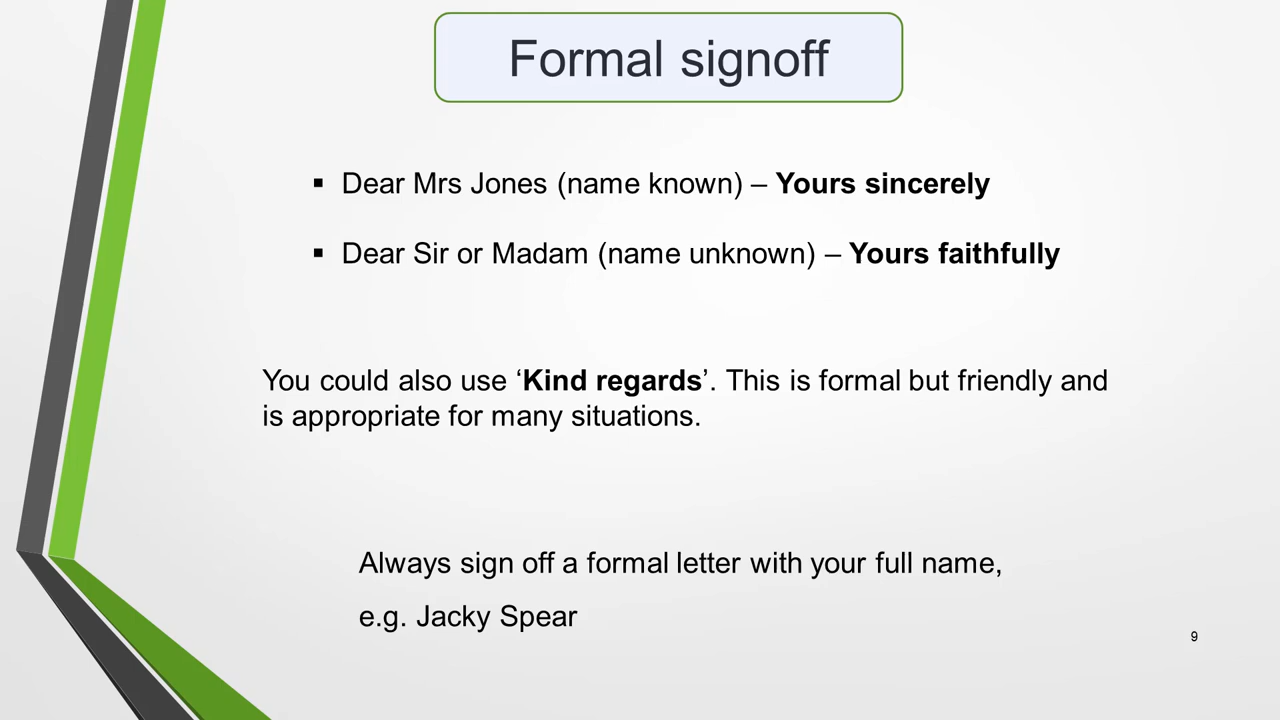 Formal signoff
▪ Dear Mrs Jones (name known) – Yours sincerely
▪ Dear Sir or Madam (name unknown) – Yours faithfully
You could also use ‘Kind regards’. This is formal but friendly and
is appropriate for many situations.
Always sign off a formal letter with your full name,
e.g. Jacky Spear
9